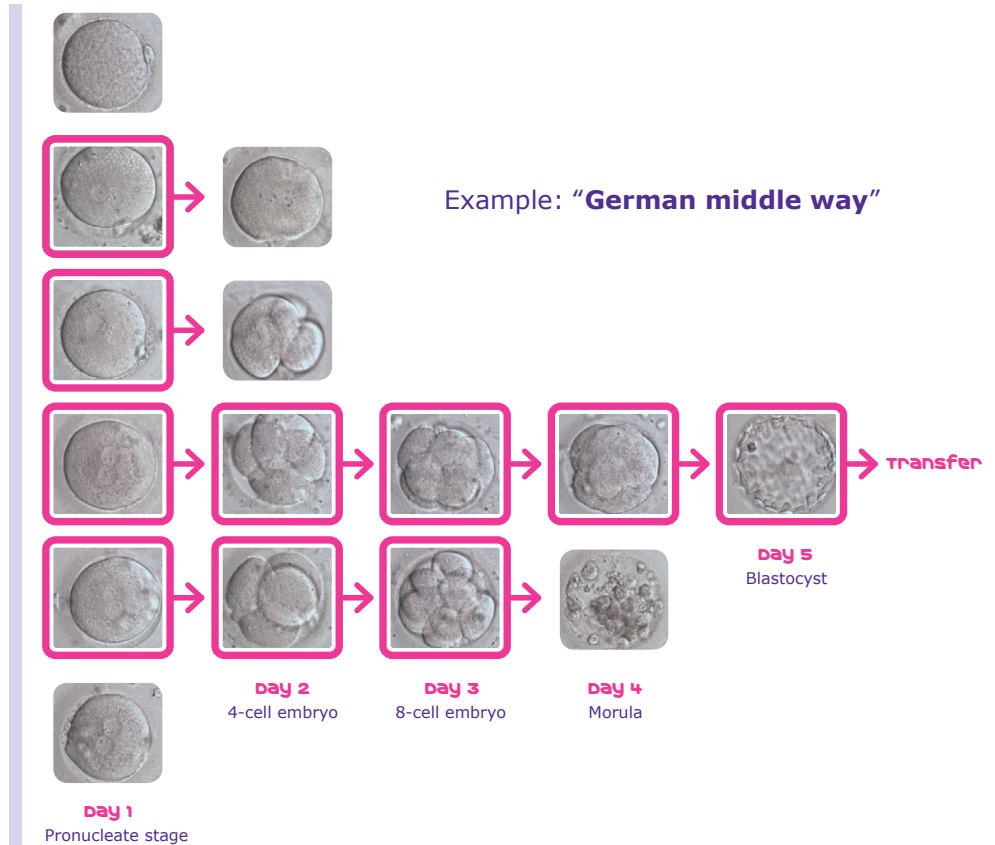 Example: “German middle way”
Transfer
Day 5
Blastocyst
Day 2
4-cell embryo
Day 3
8-cell embryo
Day 4
Morula
Day 1
Pronucleate stage